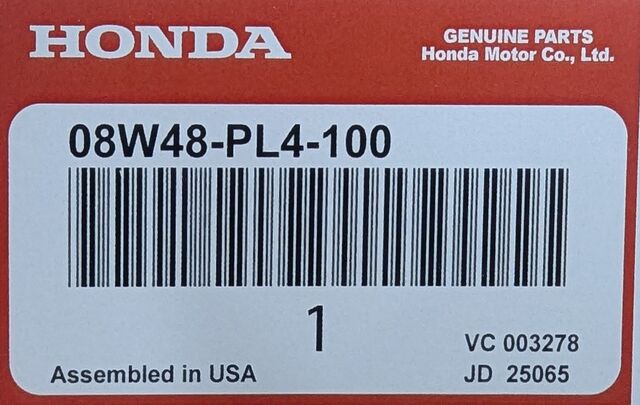 HONDA
GENUINE PARTS
Honda Motor Co., Ltd.
08W48-PL4-100
1
VC 003278
Assembled in USA
JD 25065